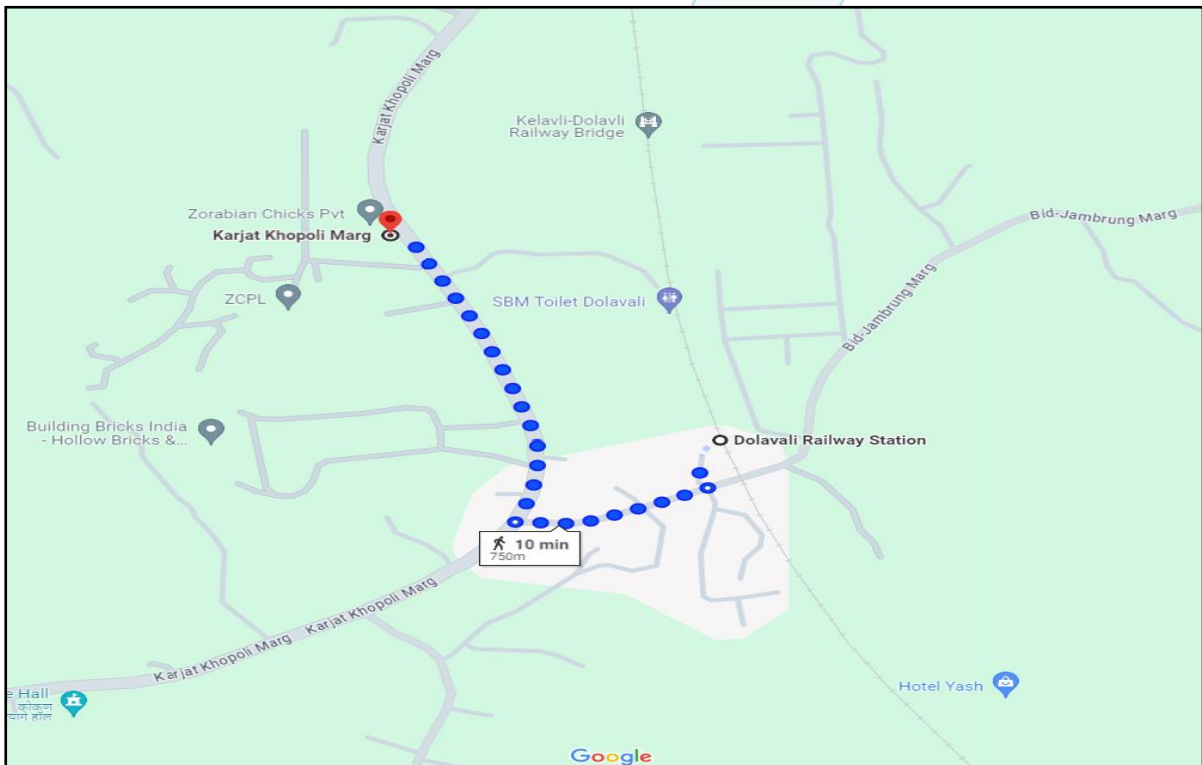 Karjat Khopoli Marg
Kelavli-Dolavli
Railway Bridge
Zorabian Chicks Pvt
Karjat Khopoli Marg
Bid-Jambrung Marg
ZCPL
SBM Toilet Dolavali
Bid-Jambrung Marg
Building Bricks India
- Hollow Bricks &...
Dolavali Railway Station
10 min
750m
Karjat Khopoli Marg
Karjat Khopoli Marg
e Hall
कोकण
हॉल
Hotel Yash
Google